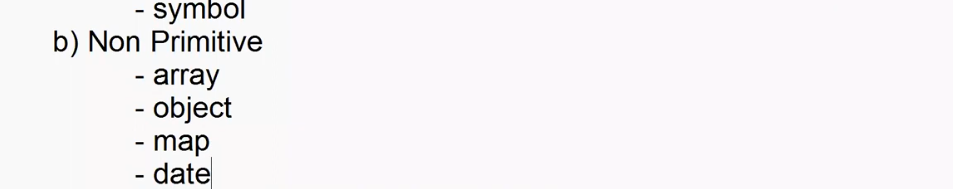 - symbol
b) Non Primitive
- array
- object
- map
- date